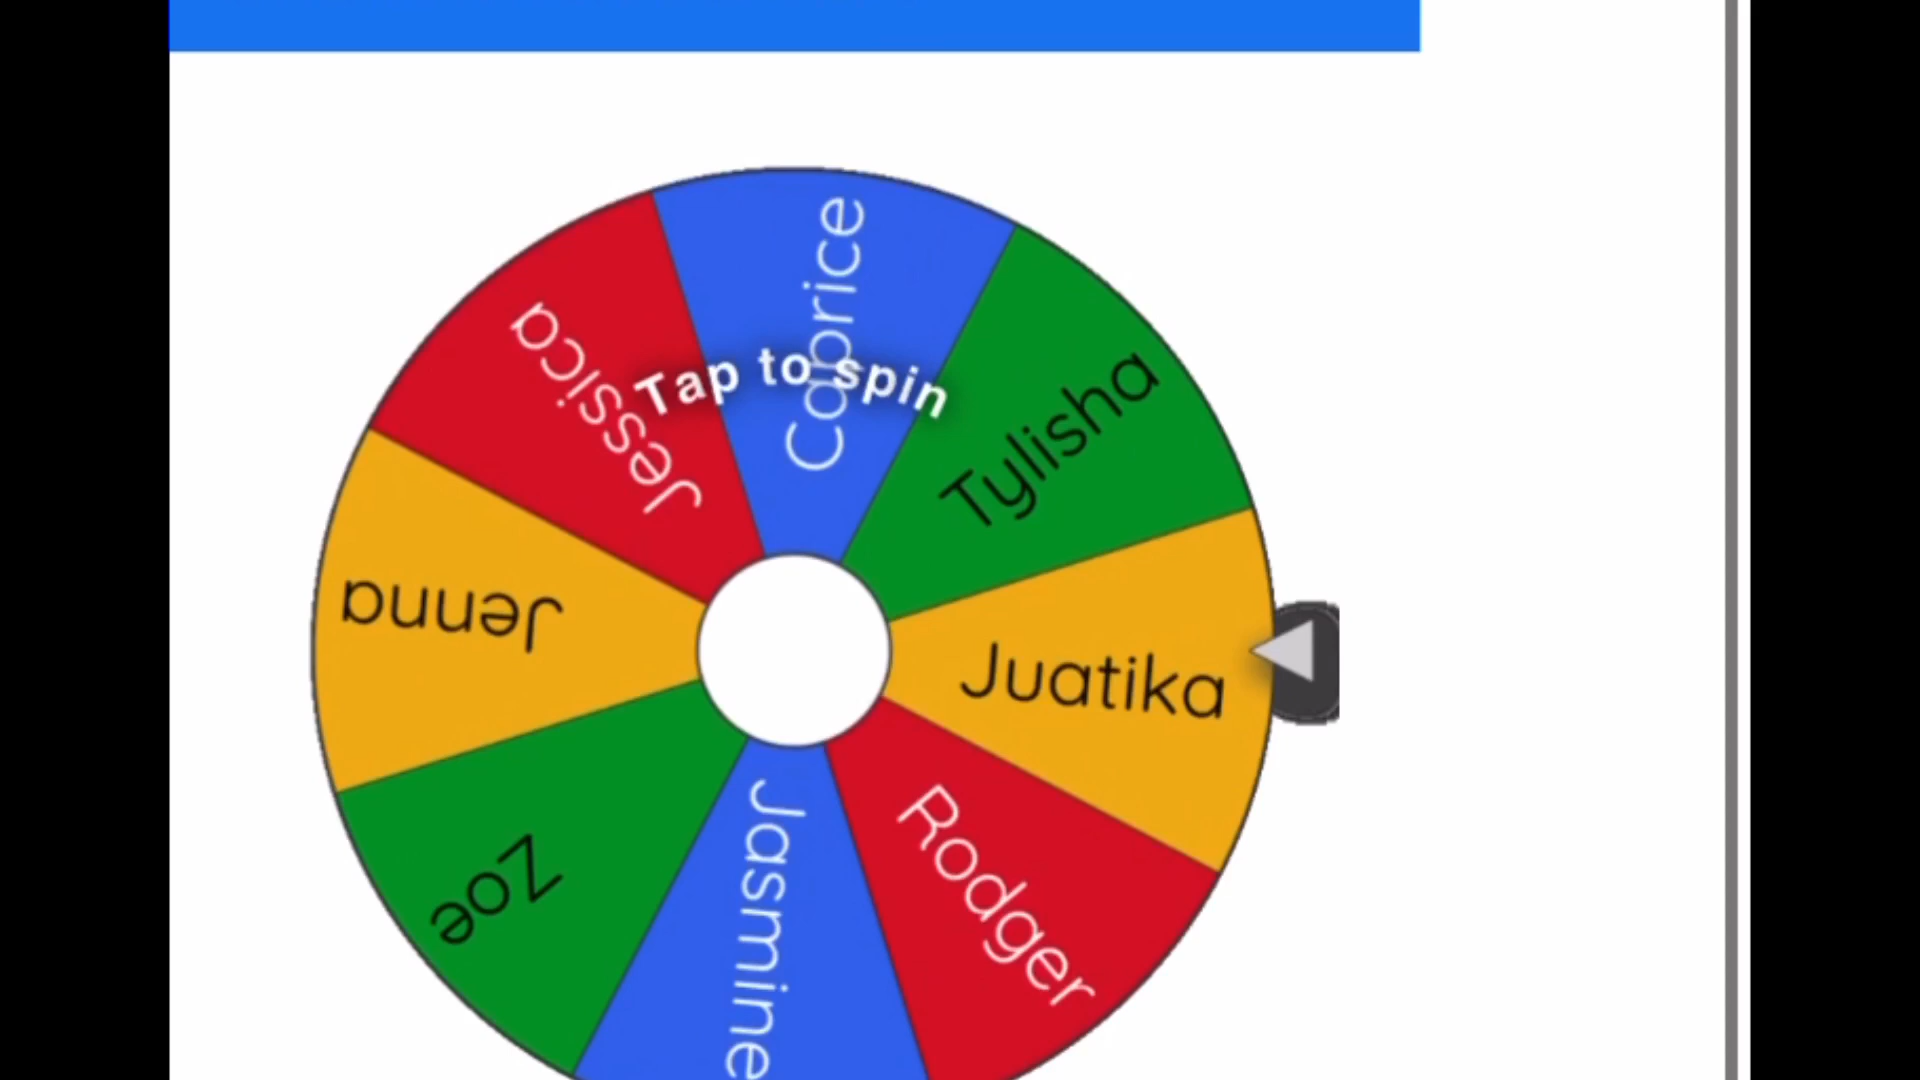 Caprice
Jessica
Tap to spin
Tylisha
Jenna
Juatika
Zoe
Rodger
Jasmine